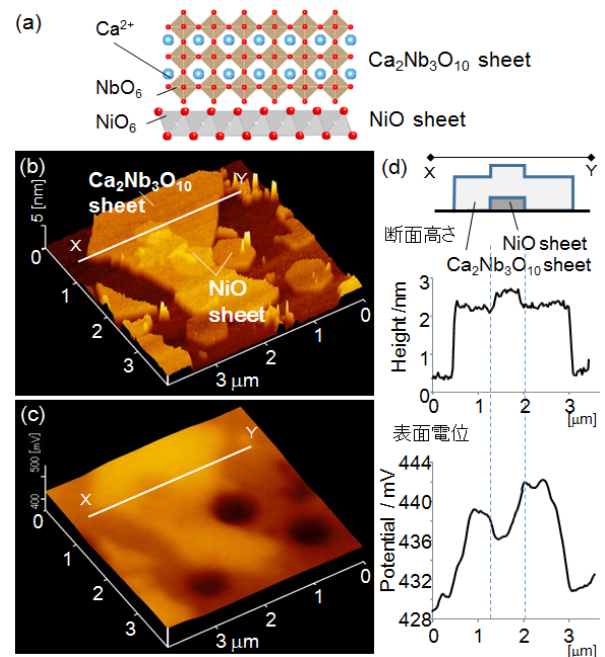 (a)
Ca2+
Ca2Nb3O10 sheet
NbO6
NiO6
NiO sheet
(b)
Ca2Nb3O10
sheet
X
Y
NiO
sheet
5 [nm]
0
1
2
3
3 μm
2
1
0
(c)
X
Y
500 [mV]
400
0
1
2
3
3 μm
2
1
0
(d)
X
Y
断面高さ
NiO sheet
Ca2Nb3O10 sheet
Height /nm
3
2
1
0
0 1 2 3 [μm]
表面電位
Potential / mV
444
440
436
432
428
0 1 2 3 [μm]